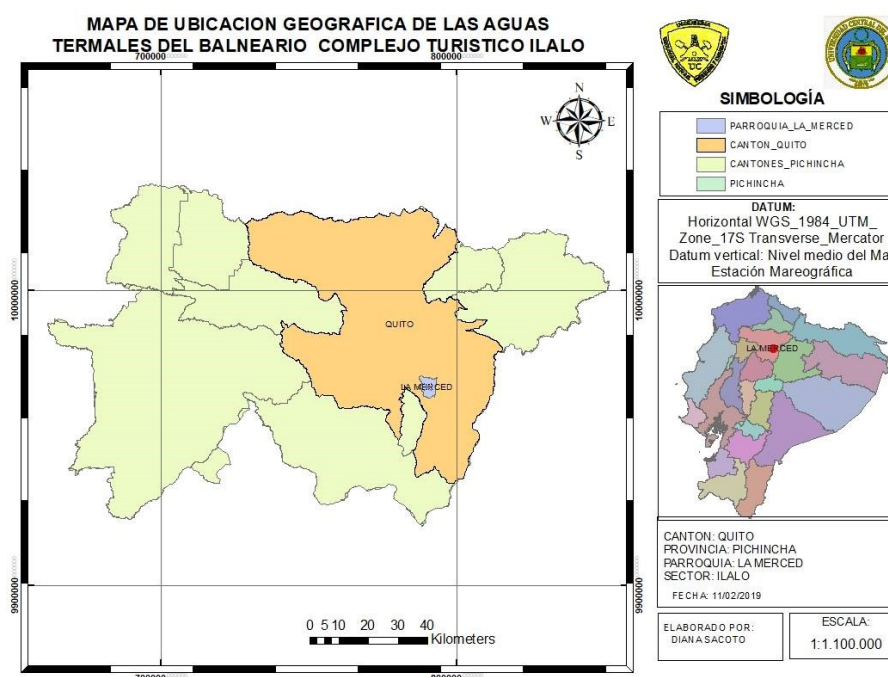 MAPA DE UBICACION GEOGRAFICA DE LAS AGUAS
TERMALES DEL BALNEARIO COMPLEJO TURISTICO ILALO
700000
800000
N
W
E
S
10000000
10000000
QUITO
LA MERCED
9900000
9900000
0 5 10 20 30 40
Kilometers
700000
800000
UC
SIMBOLOGÍA
PARROQUIA_LA_MERCED
CANTON_QUITO
CANTONES_PICHINCHA
PICHINCHA
DATUM:
Horizontal WGS_1984_UTM_
Zone_17S Transverse_Mercator
Datum vertical: Nivel medio del Ma
Estación Mareográfica
LA MERCED
CANTON: QUITO
PROVINCIA: PICHINCHA
PARROQUIA: LA MERCED
SECTOR: ILALO
FECHA: 11/02/2019
ELABORADO POR:
DIANA SACOTO
ESCALA:
1:1.100.000